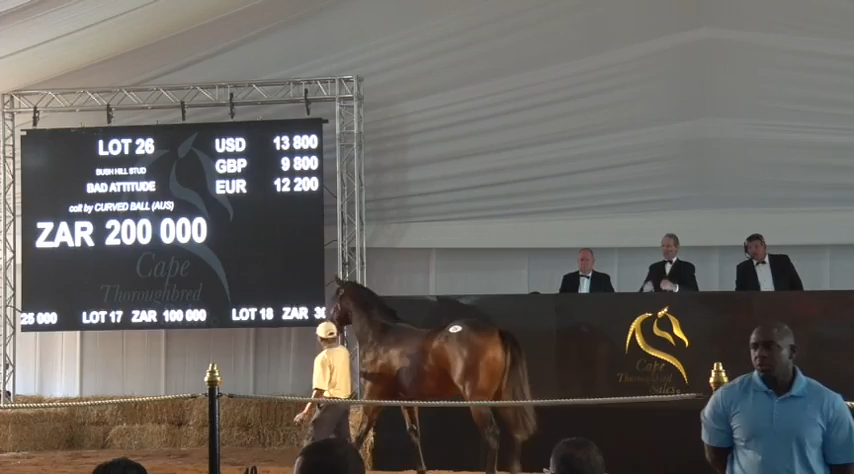 LOT 26 USD 13 800
GBP 9 800
BUSH HILL STUD
BAD ATTITUDE EUR 12 200
colt by CURVED BALL (AUS)
ZAR 200 000
Cape
Thoroughbred
25 000 LOT 17 ZAR 100 000 LOT 18 ZAR 3
Cape
Thoroughbred
Sales